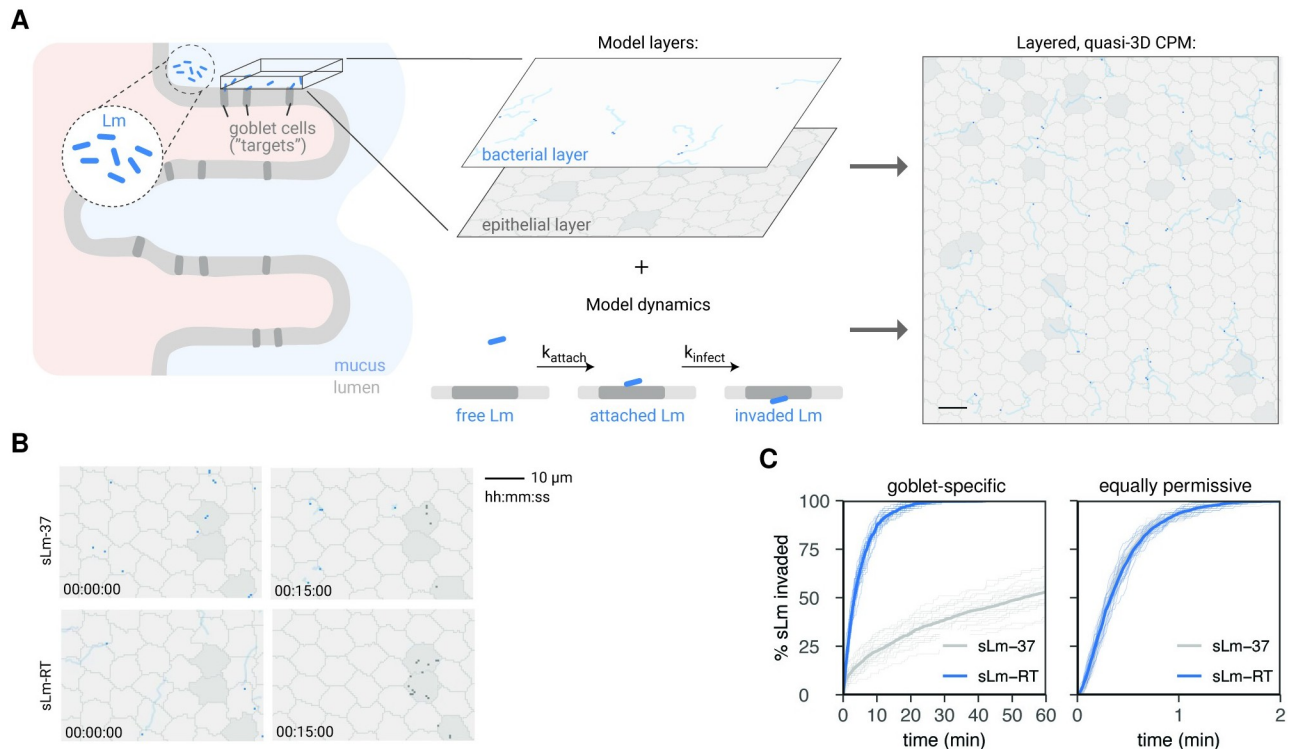 A
Lm
goblet cells
("targets")
mucus
lumen
Model layers:
bacterial layer
epithelial layer
+
Model dynamics
k attach
k infect
free Lm
attached Lm
invaded Lm
Layered, quasi-3D CPM:
B
sLm-37
00:00:00
00:15:00
10 µm
hh:mm:ss
sLm-RT
00:00:00
00:15:00
C
goblet-specific
equally permissive
% sLm invaded
100
75
50
25
0
sLm–37
sLm–RT
0 10 20 30 40 50 60
time (min)
sLm–37
sLm–RT
0 1 2
time (min)